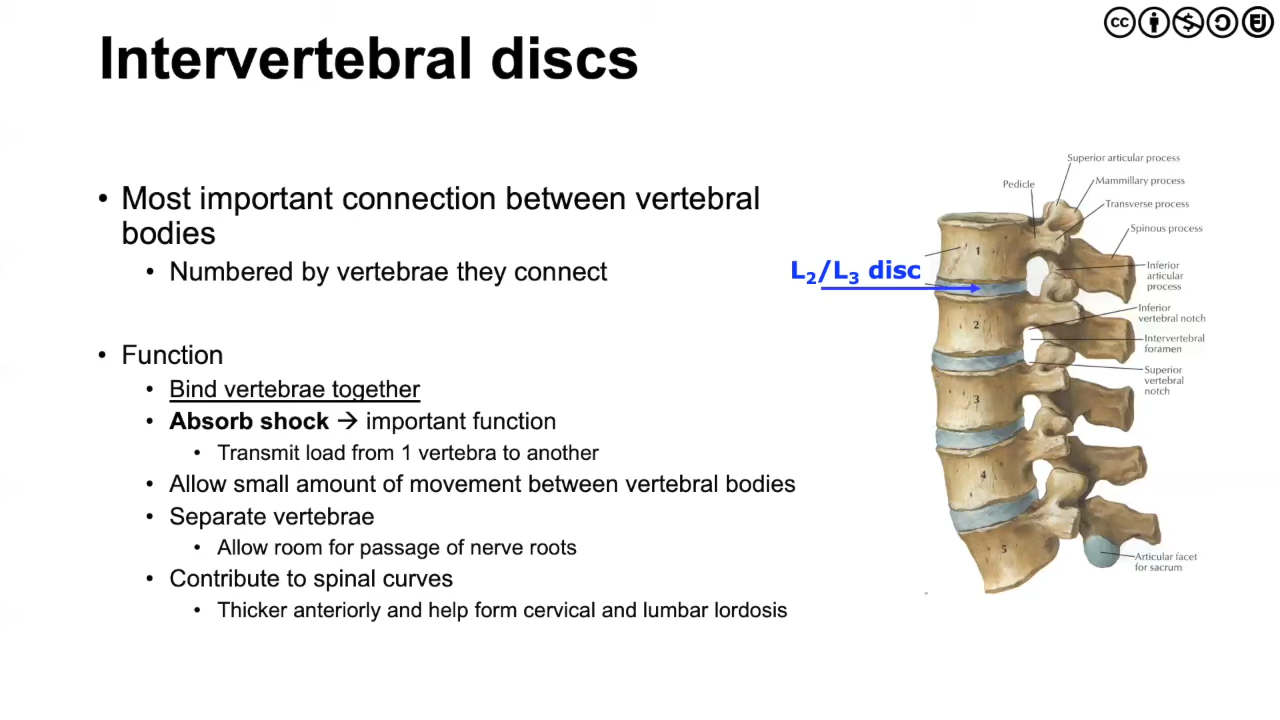 Intervertebral discs
• Most important connection between vertebral
bodies
• Numbered by vertebrae they connect
• Function
• Bind vertebrae together
• Absorb shock → important function
• Transmit load from 1 vertebra to another
• Allow small amount of movement between vertebral bodies
• Separate vertebrae
• Allow room for passage of nerve roots
• Contribute to spinal curves
• Thicker anteriorly and help form cervical and lumbar lordosis
L₂/L₃ disc
Superior articular process
Pedicle
Mammillary process
Transverse process
Spinous process
Inferior
articular
process
Inferior
vertebral notch
Intervertebral
foramen
Superior
vertebral
notch
Articular facet
for sacrum
1
2
3
4
5
cc